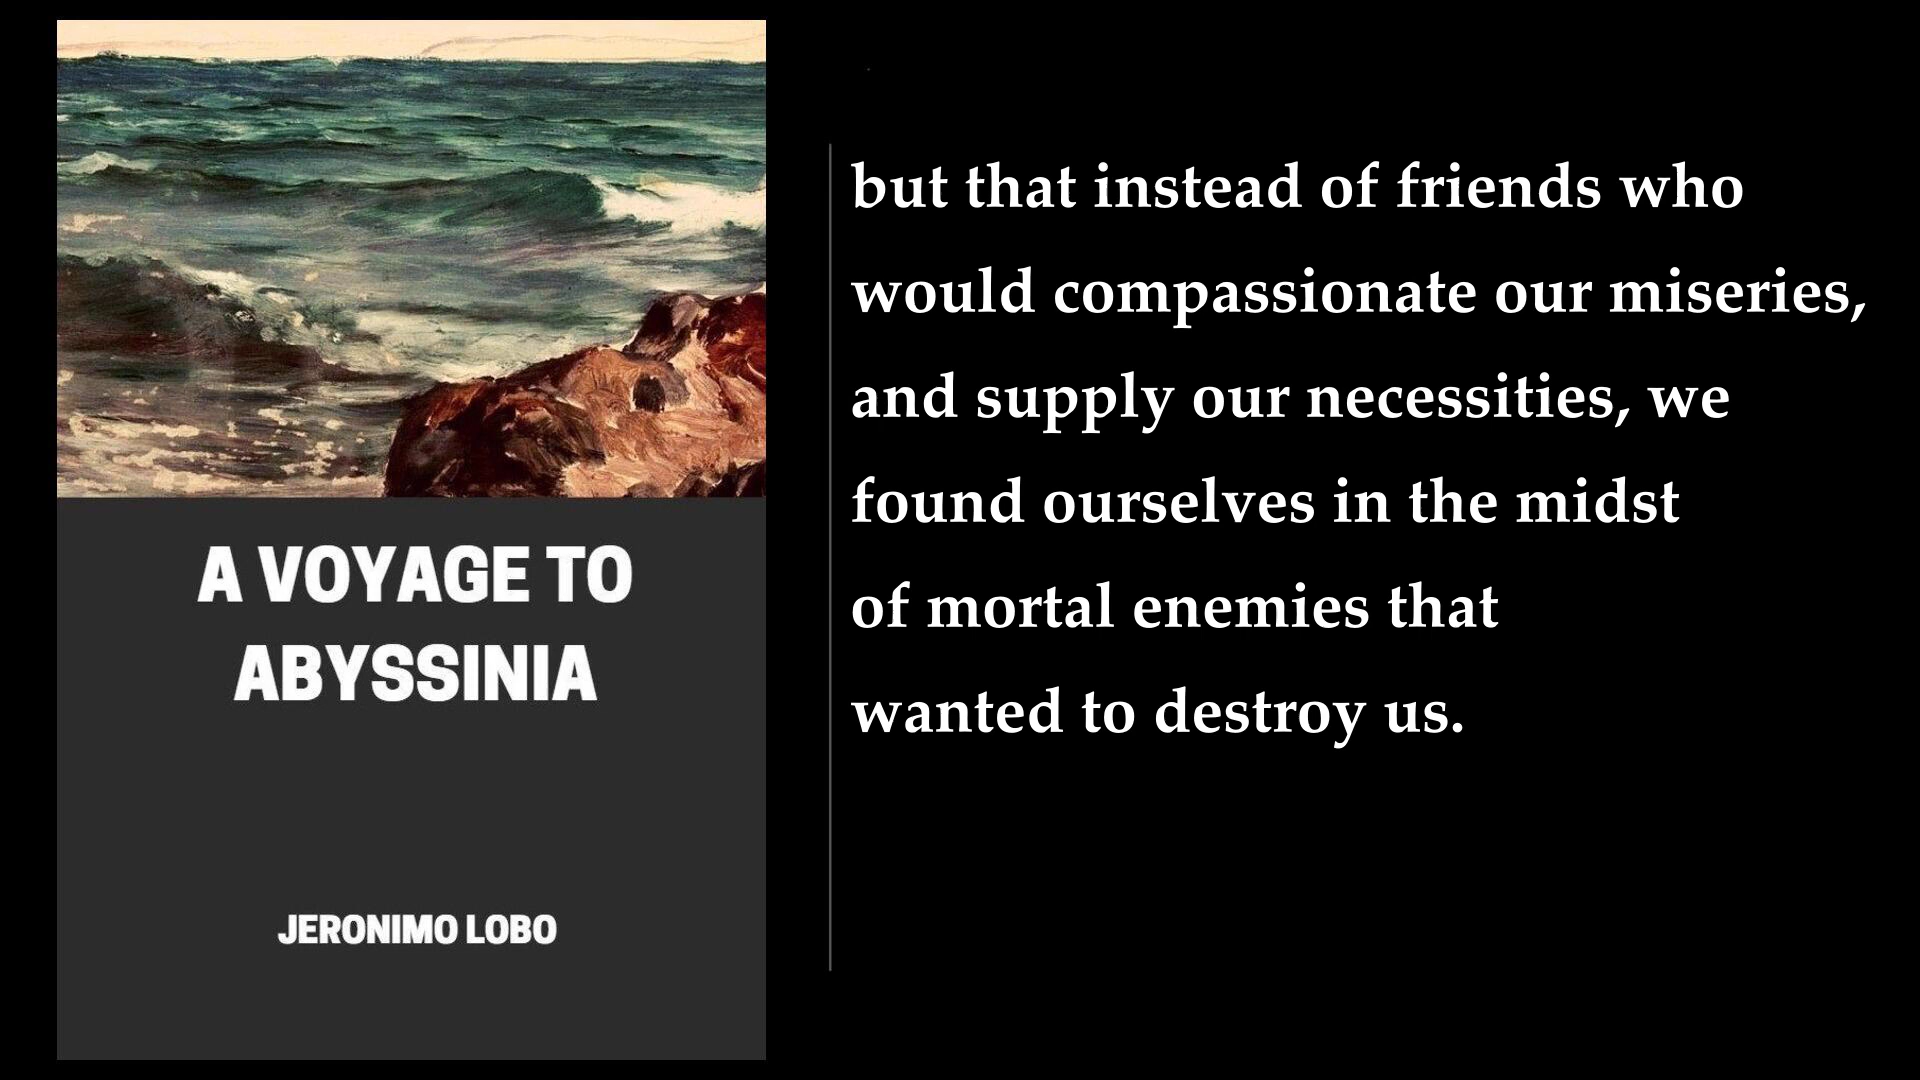 A VOYAGE TO
ABYSSINIA
JERONIMO LOBO
but that instead of friends who
would compassionate our miseries,
and supply our necessities, we
found ourselves in the midst
of mortal enemies that
wanted to destroy us.